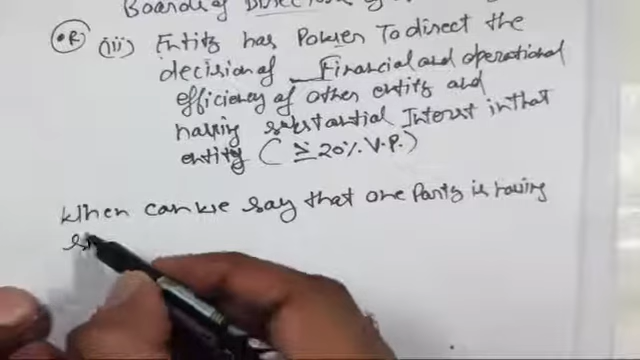 Board of Directors of
OR (iii) Entity has Power To direct the
decision of Financial and operational
efficiency of other entity and
having substantial Interest in that
entity ( ≥ 20% V.P.)
When can we say that one Party is having